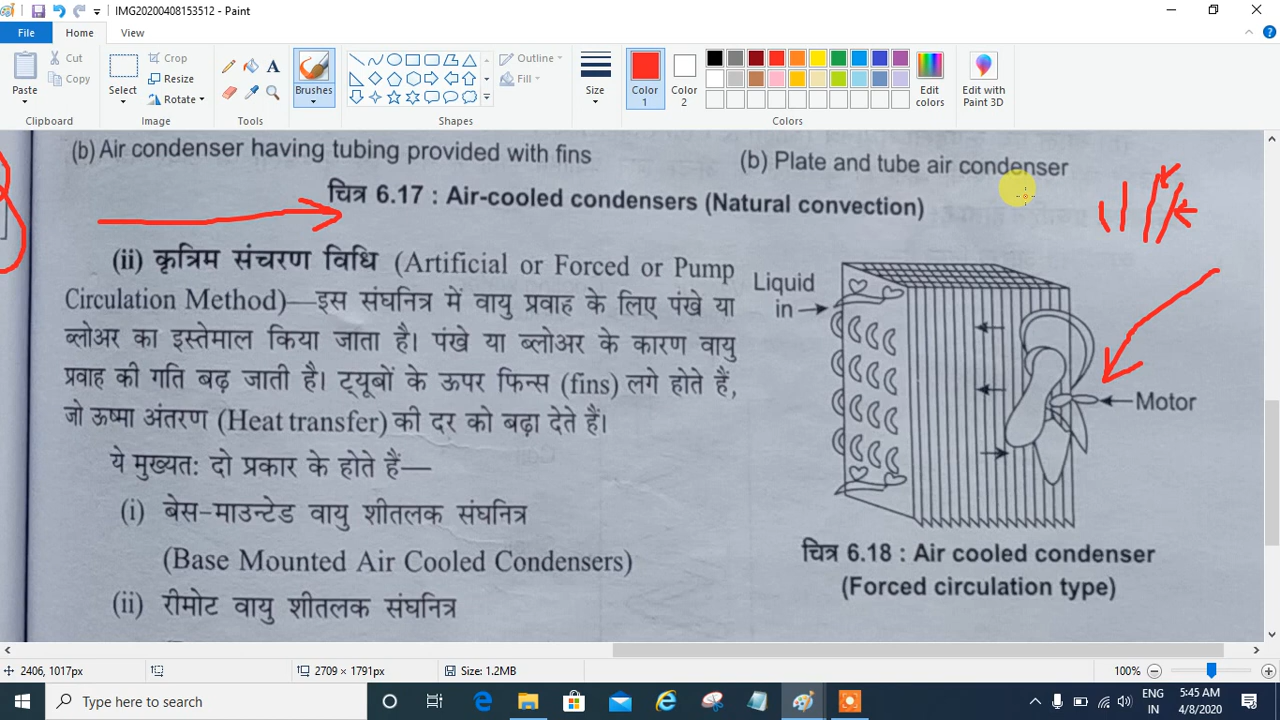 IMG20200408153512 - Paint
File Home View
Cut
Copy
Paste
Clipboard
Crop
Resize
Rotate
Select
Image
Tools
Brushes
Shapes
Outline
Fill
Size
Color 1
Color 2
Edit colors
Edit with Paint 3D
Colors
(b) Air condenser having tubing provided with fins
(b) Plate and tube air condenser
चित्र 6.17 : Air-cooled condensers (Natural convection)
(ii) कृत्रिम संचरण विधि (Artificial or Forced or Pump
Circulation Method)—इस संघनित्र में वायु प्रवाह के लिए पंखे या
ब्लोअर का इस्तेमाल किया जाता है। पंखे या ब्लोअर के कारण वायु
प्रवाह की गति बढ़ जाती है। ट्यूबों के ऊपर फिन्स (fins) लगे होते हैं,
जो ऊष्मा अंतरण (Heat transfer) की दर को बढ़ा देते हैं।
ये मुख्यत: दो प्रकार के होते हैं—
(i) बेस-माउन्टेड वायु शीतलक संघनित्र
(Base Mounted Air Cooled Condensers)
(ii) रीमोट वायु शीतलक संघनित्र
Liquid
in
Motor
चित्र 6.18 : Air cooled condenser
(Forced circulation type)
2406, 1017px
2709 × 1791px
Size: 1.2MB
100%
Type here to search
ENG
IN
5:45 AM
4/8/2020